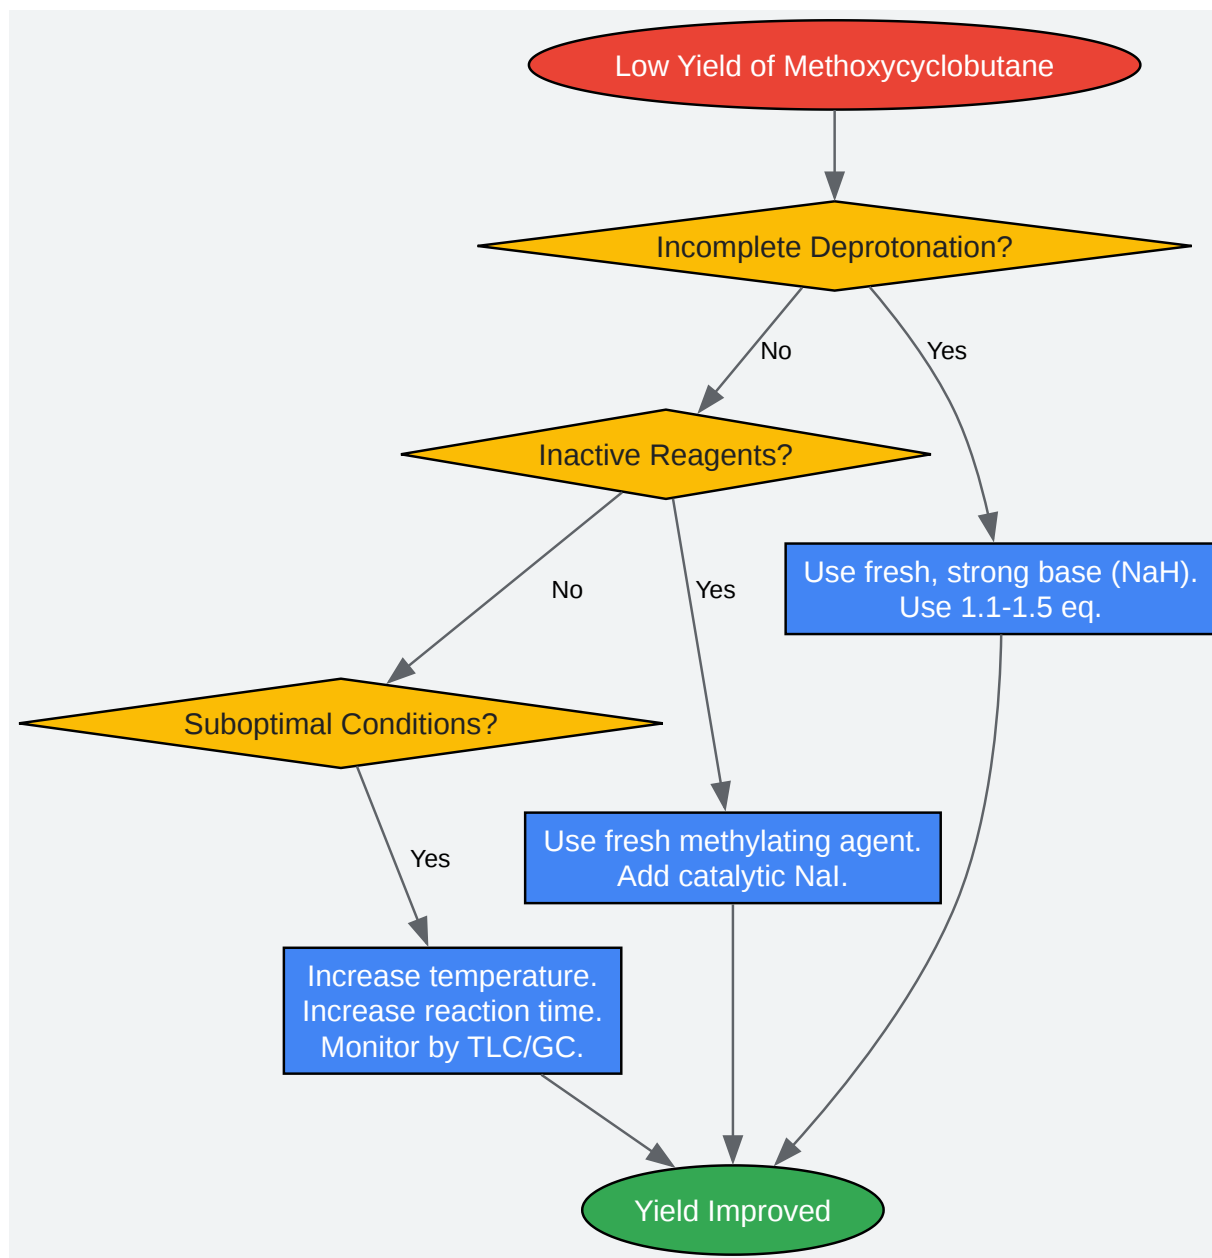 Low Yield of Methoxycyclobutane
Incomplete Deprotonation?
No
Yes
Inactive Reagents?
Use fresh, strong base (NaH).
Use 1.1-1.5 eq.
No
Yes
Suboptimal Conditions?
Use fresh methylating agent.
Add catalytic NaI.
Yes
Increase temperature.
Increase reaction time.
Monitor by TLC/GC.
Yield Improved